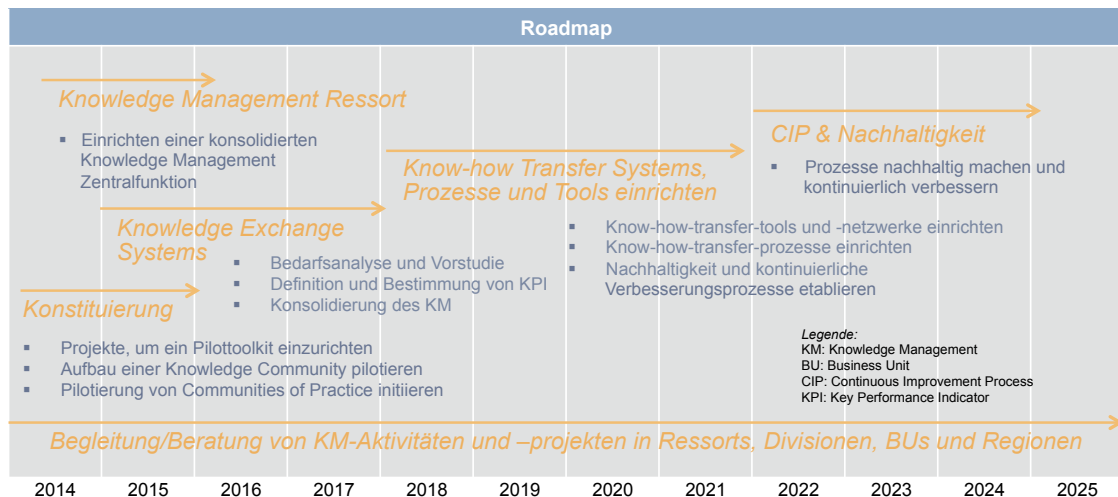 Roadmap
Knowledge Management Ressort
▪ Einrichten einer konsolidierten
Knowledge Management
Zentralfunktion
CIP & Nachhaltigkeit
▪ Prozesse nachhaltig machen und
kontinuierlich verbessern
Know-how Transfer Systems,
Prozesse und Tools einrichten
▪ Know-how-transfer-tools und -netzwerke einrichten
▪ Know-how-transfer-prozesse einrichten
▪ Nachhaltigkeit und kontinuierliche
Verbesserungsprozesse etablieren
Knowledge Exchange
Systems
▪ Bedarfsanalyse und Vorstudie
▪ Definition und Bestimmung von KPI
▪ Konsolidierung des KM
Konstituierung
▪ Projekte, um ein Pilottoolkit einzurichten
▪ Aufbau einer Knowledge Community pilotieren
▪ Pilotierung von Communities of Practice initiieren
Legende:
KM: Knowledge Management
BU: Business Unit
CIP: Continuous Improvement Process
KPI: Key Performance Indicator
Begleitung/Beratung von KM-Aktivitäten und –projekten in Ressorts, Divisionen, BUs und Regionen
2014 2015 2016 2017 2018 2019 2020 2021 2022 2023 2024 2025